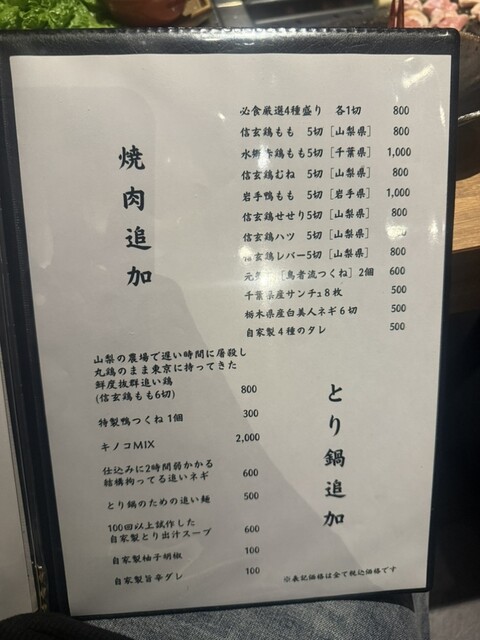 焼肉追加
必食厳選4種盛り 各1切 800
信玄鶏もも 5切［山梨県］ 800
水郷赤鶏もも5切［千葉県］ 1,000
信玄鶏むね 5切［山梨県］ 800
岩手鴨もも 5切［岩手県］ 1,000
信玄鶏せせり5切［山梨県］ 800
信玄鶏ハツ 5切［山梨県］
信玄鶏レバー5切［山梨県］ 800
［鳥者流つくね］2個 600
千葉県産サンチュ8枚 500
栃木県産白美人ネギ6切 500
自家製4種のタレ 500
とり鍋追加
山梨の農場で遅い時間に屠殺し
丸鶏のまま東京に持ってきた
鮮度抜群追い鶏
(信玄鶏もも6切) 800
特製鴨つくね 1個 300
キノコMIX 2,000
仕込みに2時間弱かかる
結構拘ってる追いネギ 600
とり鍋のための追い麺 500
100回以上試作した
自家製とり出汁スープ 600
自家製柚子胡椒 100
自家製旨辛ダレ 100
※表記価格は全て税込価格です